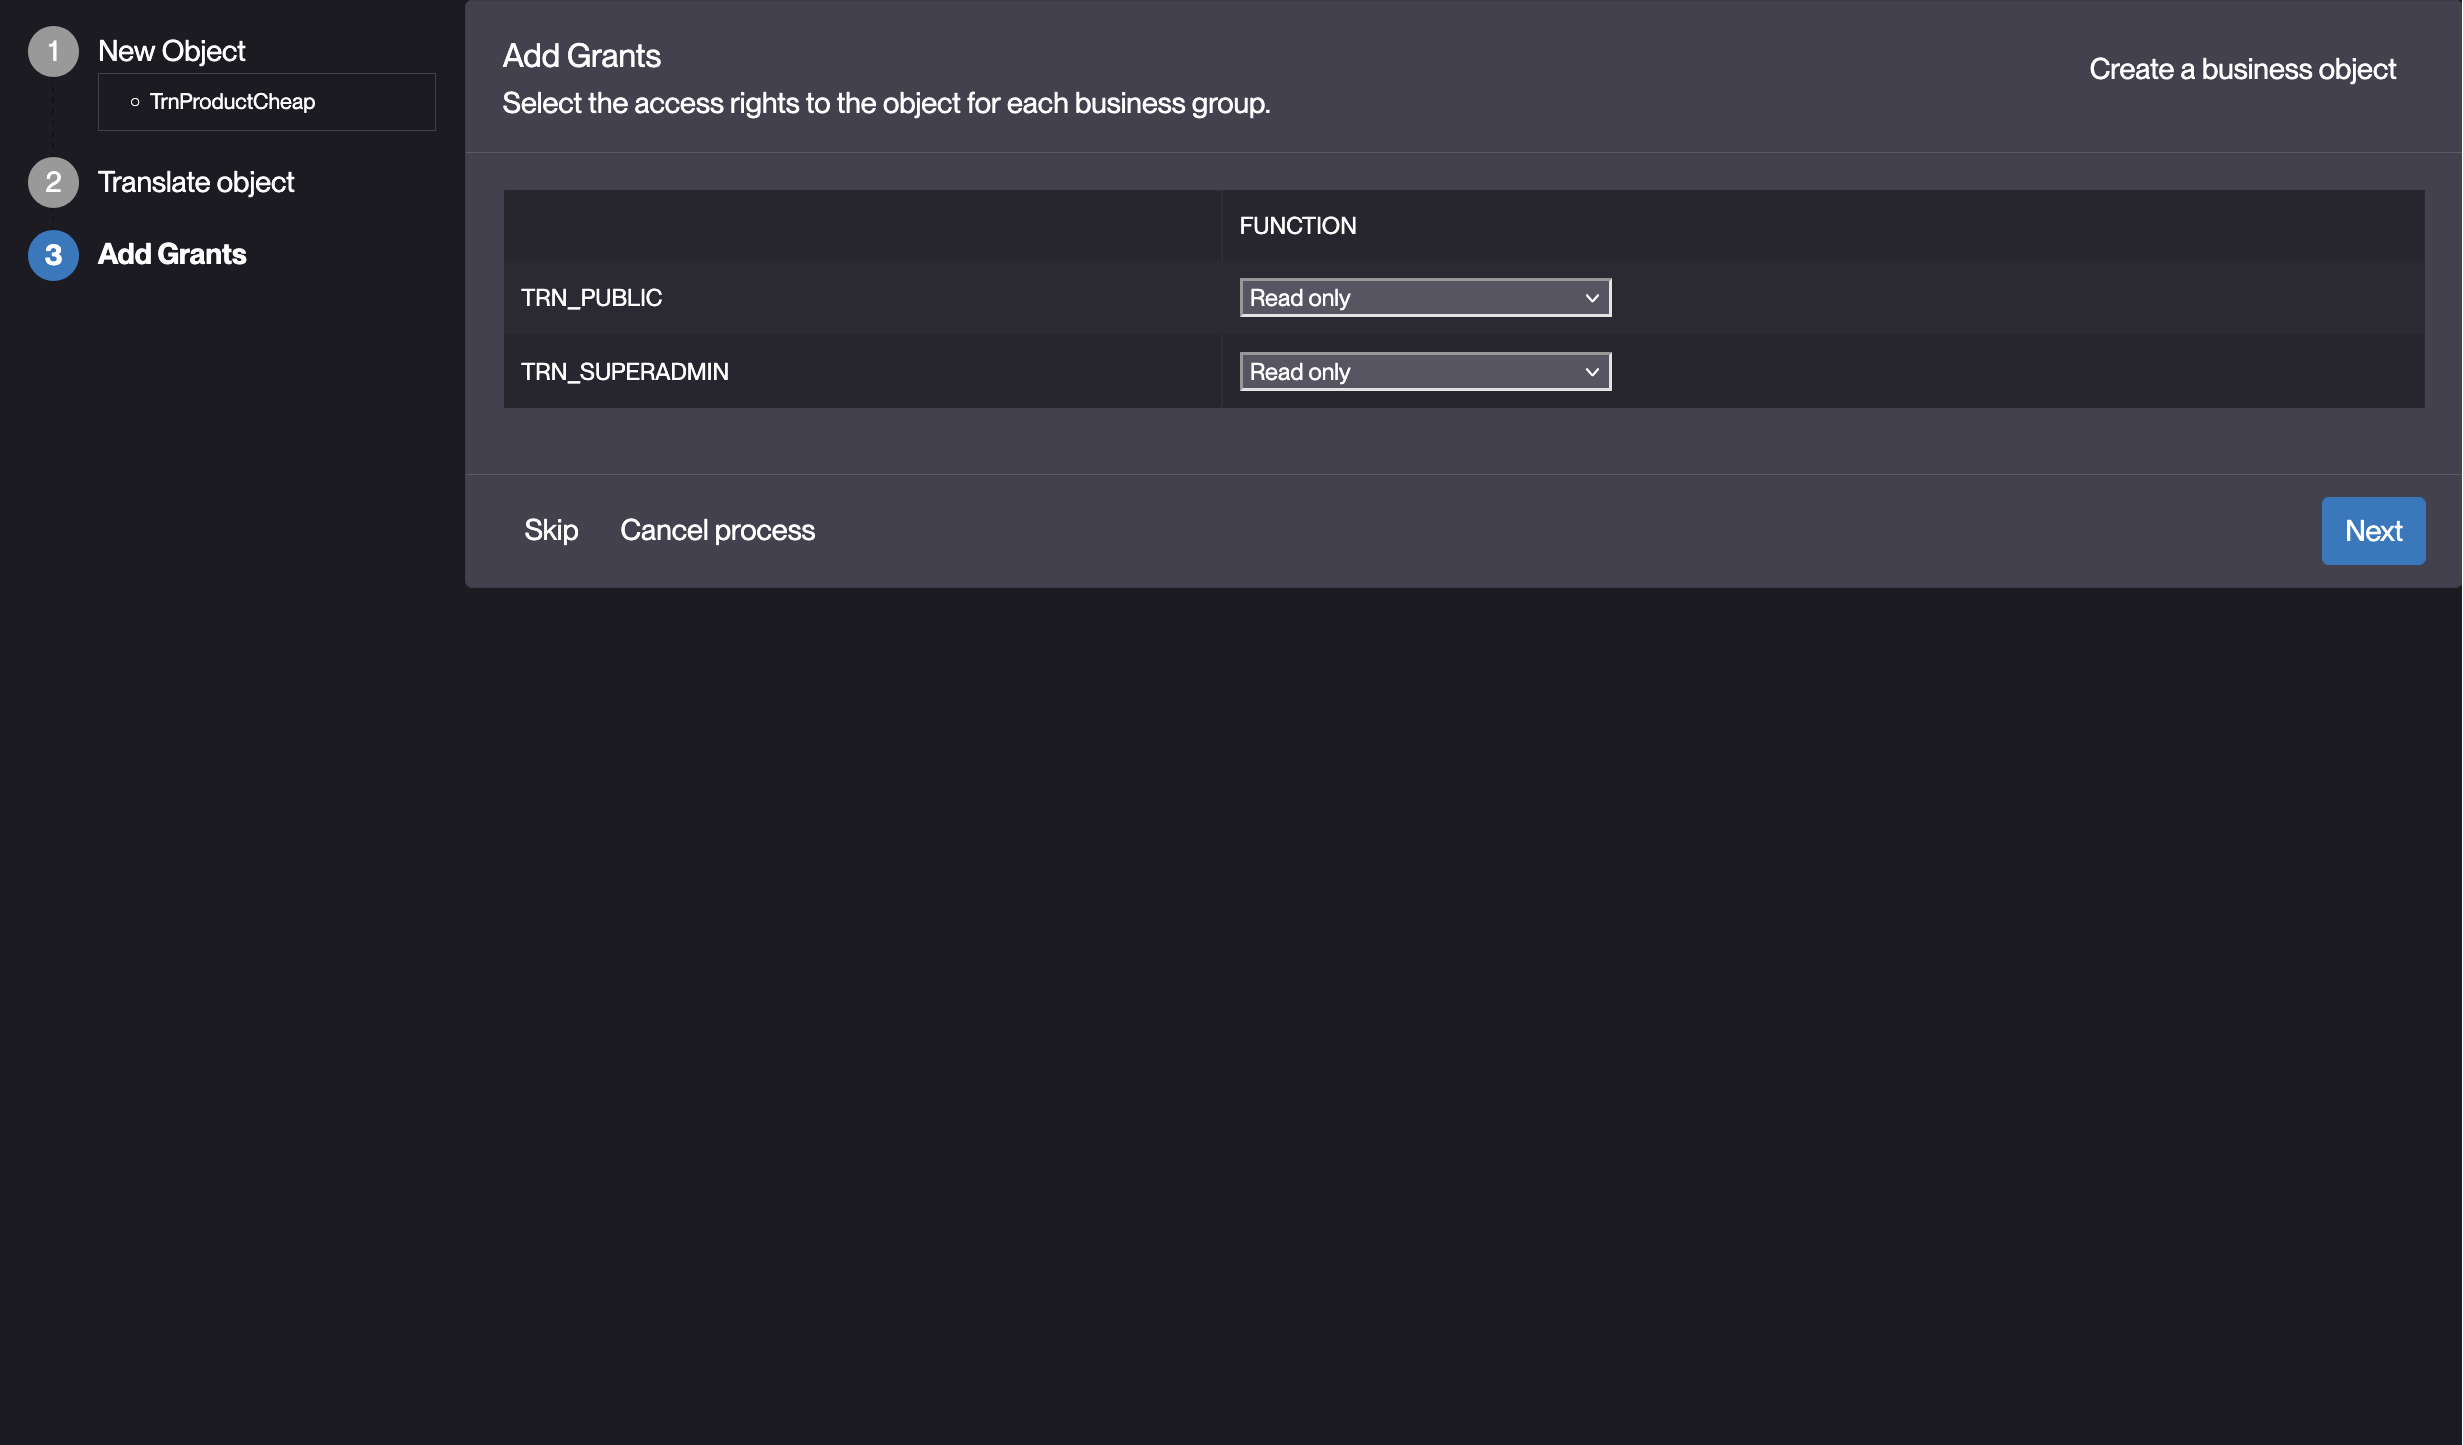 1 New Object
TrnProductCheap
2 Translate object
3 Add Grants
Add Grants
Select the access rights to the object for each business group.
Create a business object
FUNCTION
TRN_PUBLIC Read only
TRN_SUPERADMIN Read only
Skip Cancel process Next